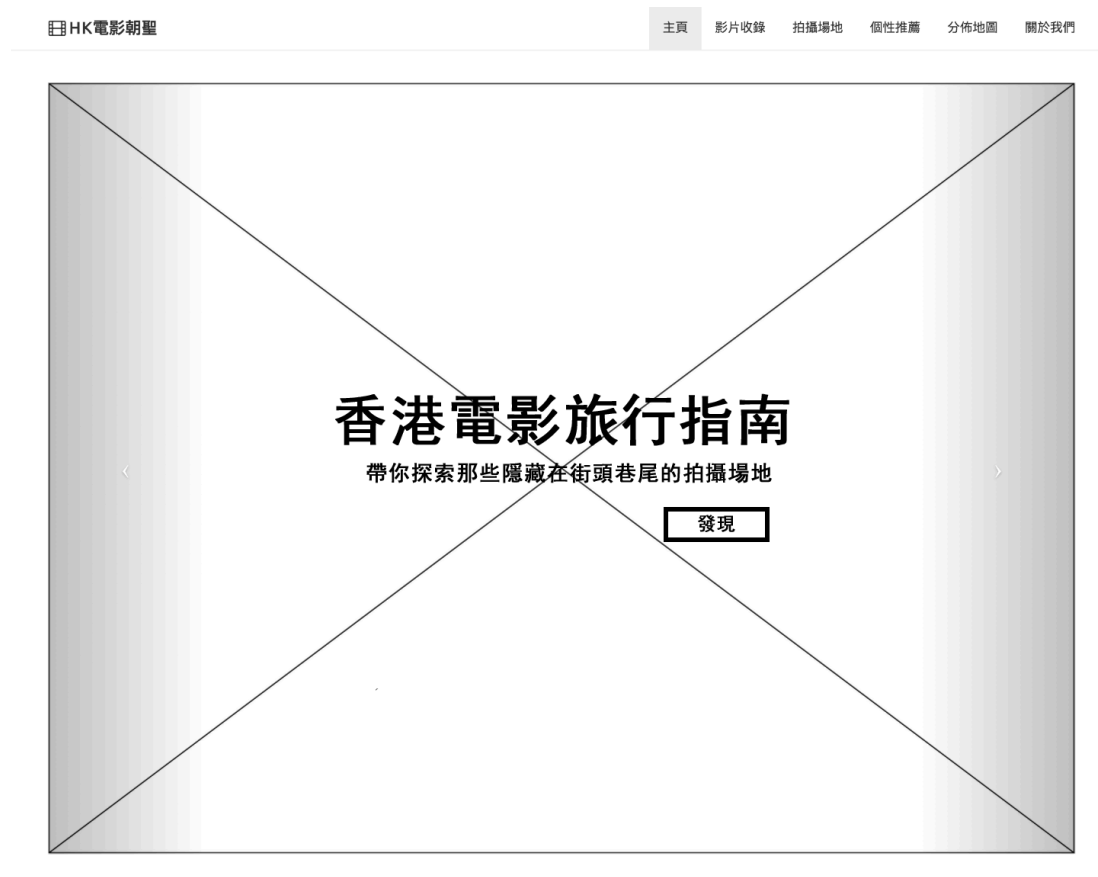 HK電影朝聖
主頁 影片收錄 拍攝場地 個性推薦 分佈地圖 關於我們
香港電影旅行指南
帶你探索那些隱藏在街頭巷尾的拍攝場地
發現